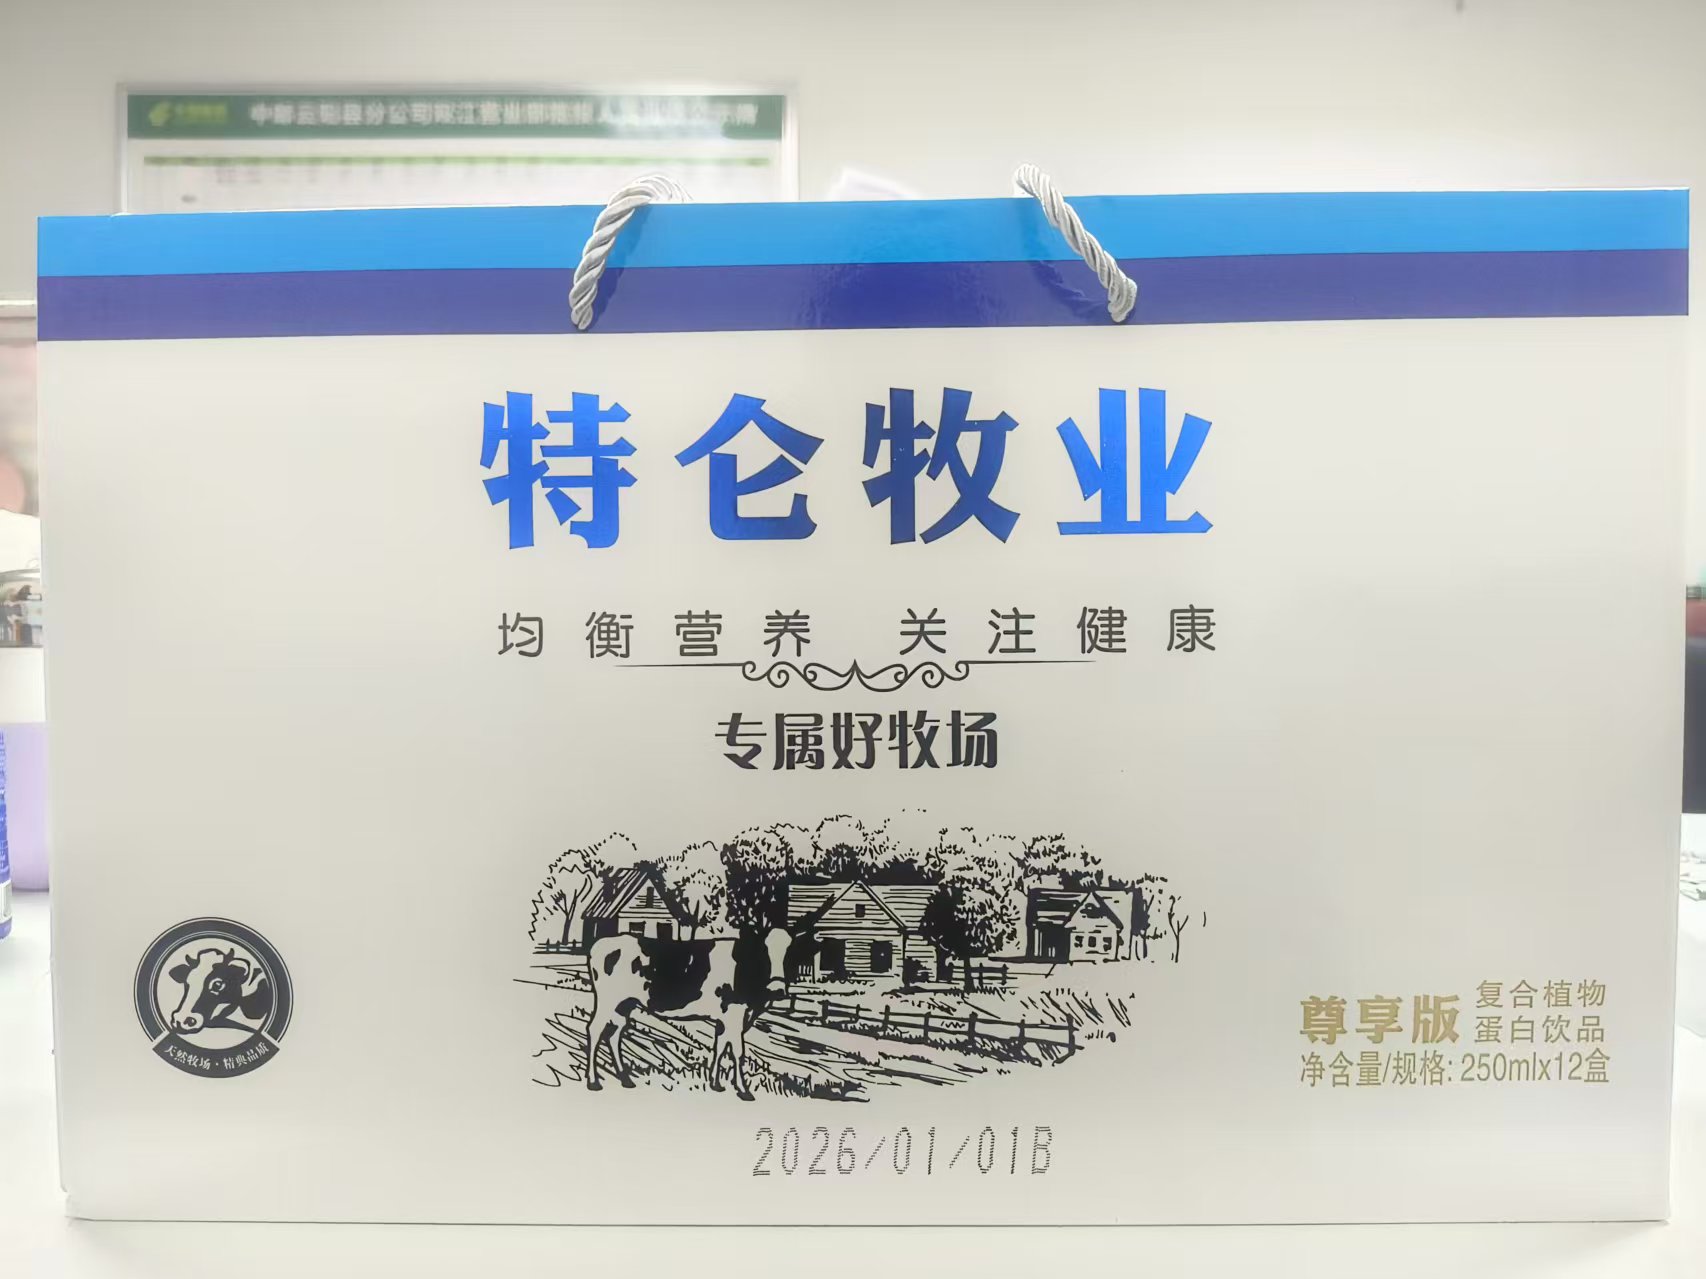 特仑牧业
均衡营养 关注健康
专属好牧场
天然牧场·精典品质
尊享版 复合植物
蛋白饮品
净含量/规格: 250mlx12盒
2026/01/01B